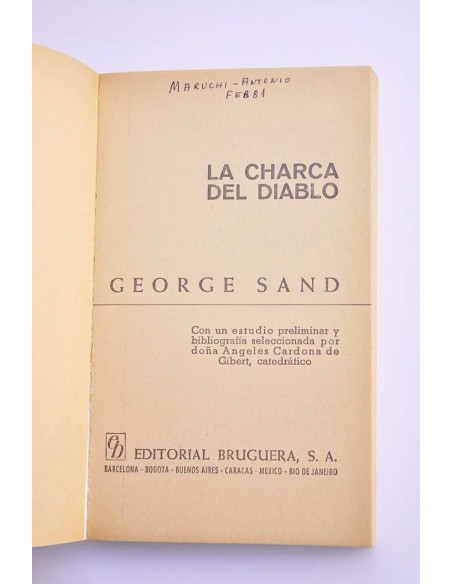 MARUCHI - ANTONIO
FEB 81
LA CHARCA
DEL DIABLO
GEORGE SAND
Con un estudio preliminar y
bibliografía seleccionada por
doña Angeles Cardona de
Gibert, catedrático
eb EDITORIAL BRUGUERA, S. A.
BARCELONA - BOGOTA - BUENOS AIRES - CARACAS - MEXICO - RIO DE JANEIRO